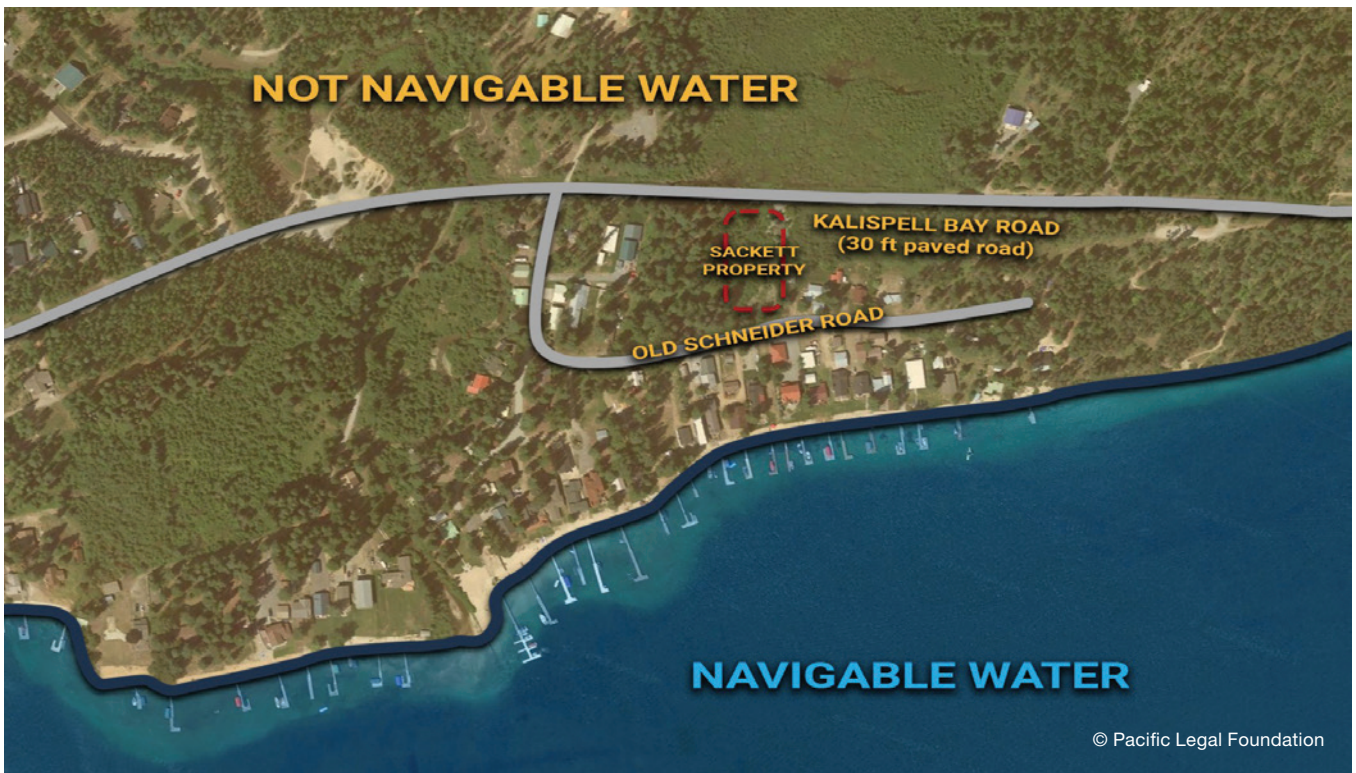 NOT NAVIGABLE WATER
KALISPELL BAY ROAD
(30 ft paved road)
SACKETT
PROPERTY
OLD SCHNEIDER ROAD
NAVIGABLE WATER
© Pacific Legal Foundation